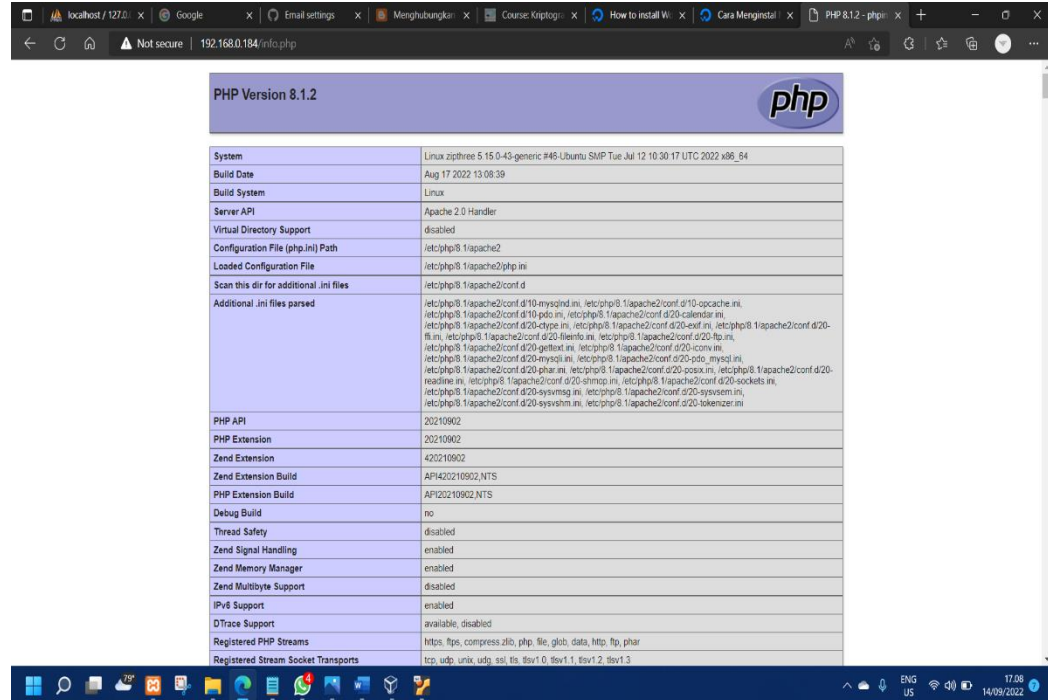 localhost / 127.0.
Google
Email settings
Menghubungkan
Course: Kriptogra
How to install Wo
Cara Menginstal
PHP 8.1.2 - phpin
Not secure
192.168.0.184/info.php
PHP Version 8.1.2
php
System Linux zipthree 5.15.0-43-generic #46-Ubuntu SMP Tue Jul 12 10:30:17 UTC 2022 x86_64
Build Date Aug 17 2022 13:08:39
Build System Linux
Server API Apache 2.0 Handler
Virtual Directory Support disabled
Configuration File (php.ini) Path /etc/php/8.1/apache2
Loaded Configuration File /etc/php/8.1/apache2/php.ini
Scan this dir for additional .ini files /etc/php/8.1/apache2/conf.d
Additional .ini files parsed /etc/php/8.1/apache2/conf.d/10-mysqlnd.ini, /etc/php/8.1/apache2/conf.d/10-opcache.ini,
/etc/php/8.1/apache2/conf.d/10-pdo.ini, /etc/php/8.1/apache2/conf.d/20-calendar.ini,
/etc/php/8.1/apache2/conf.d/20-ctype.ini, /etc/php/8.1/apache2/conf.d/20-exif.ini, /etc/php/8.1/apache2/conf.d/20-
ffi.ini, /etc/php/8.1/apache2/conf.d/20-fileinfo.ini, /etc/php/8.1/apache2/conf.d/20-ftp.ini,
/etc/php/8.1/apache2/conf.d/20-gettext.ini, /etc/php/8.1/apache2/conf.d/20-iconv.ini,
/etc/php/8.1/apache2/conf.d/20-mysqli.ini, /etc/php/8.1/apache2/conf.d/20-pdo_mysql.ini,
/etc/php/8.1/apache2/conf.d/20-phar.ini, /etc/php/8.1/apache2/conf.d/20-posix.ini, /etc/php/8.1/apache2/conf.d/20-
readline.ini, /etc/php/8.1/apache2/conf.d/20-shmop.ini, /etc/php/8.1/apache2/conf.d/20-sockets.ini,
/etc/php/8.1/apache2/conf.d/20-sysvmsg.ini, /etc/php/8.1/apache2/conf.d/20-sysvsem.ini,
/etc/php/8.1/apache2/conf.d/20-sysvshm.ini, /etc/php/8.1/apache2/conf.d/20-tokenizer.ini
PHP API 20210902
PHP Extension 20210902
Zend Extension 420210902
Zend Extension Build API420210902,NTS
PHP Extension Build API20210902,NTS
Debug Build no
Thread Safety disabled
Zend Signal Handling enabled
Zend Memory Manager enabled
Zend Multibyte Support disabled
IPv6 Support enabled
DTrace Support available, disabled
Registered PHP Streams https, ftps, compress.zlib, php, file, glob, data, http, ftp, phar
Registered Stream Socket Transports tcp, udp, unix, udg, ssl, tls, tlsv1.0, tlsv1.1, tlsv1.2, tlsv1.3
79°
4
ENG
US
17.08
14/09/2022
7